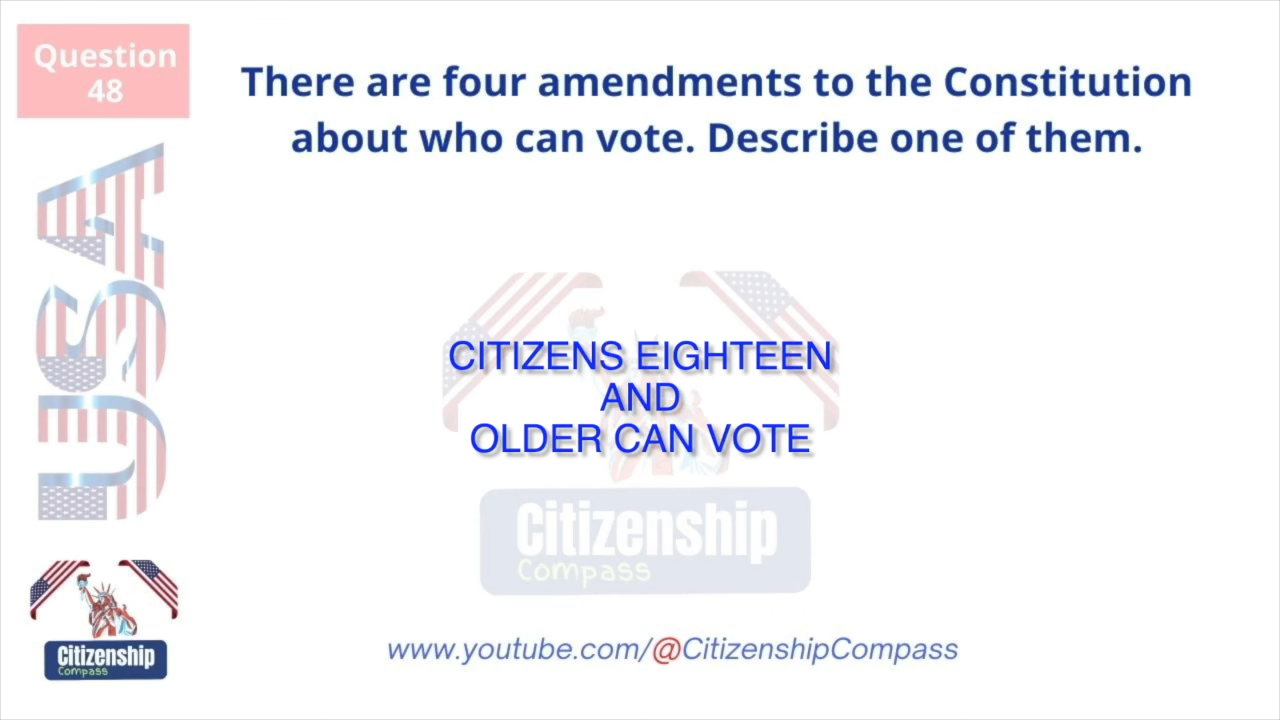 Question
48
There are four amendments to the Constitution
about who can vote. Describe one of them.
USA
CITIZENS EIGHTEEN
AND
OLDER CAN VOTE
Citizenship
Compass
Citizenship
Compass
www.youtube.com/@CitizenshipCompass